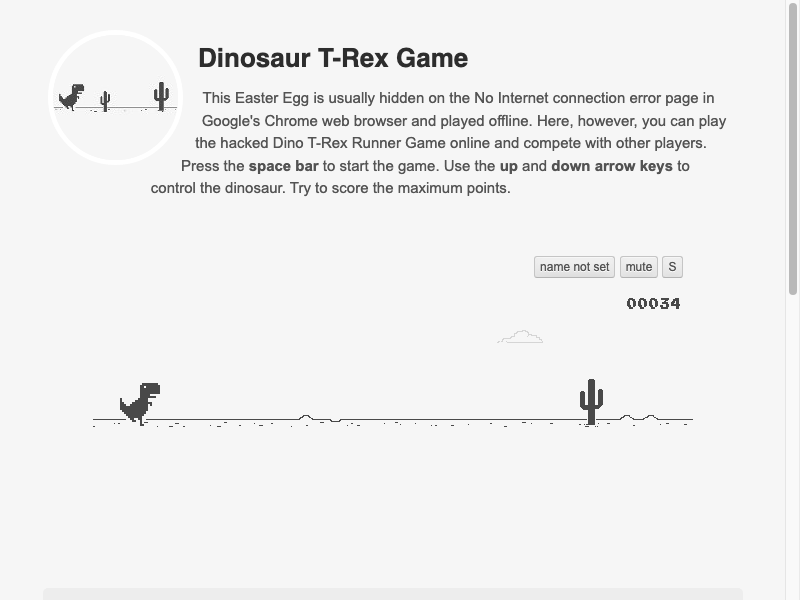 Dinosaur T-Rex Game
This Easter Egg is usually hidden on the No Internet connection error page in
Google's Chrome web browser and played offline. Here, however, you can play
the hacked Dino T-Rex Runner Game online and compete with other players.
Press the space bar to start the game. Use the up and down arrow keys to
control the dinosaur. Try to score the maximum points.
name not set mute S
00034